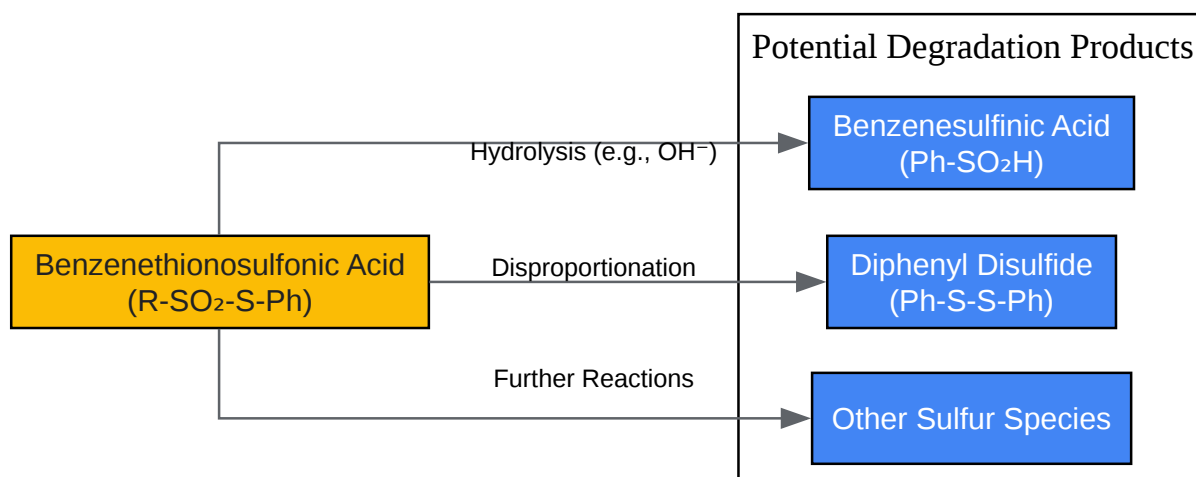 Potential Degradation Products
Hydrolysis (e.g., OH⁻)
Benzenesulfinic Acid
(Ph-SO₂H)
Benzenethionosulfonic Acid
(R-SO₂-S-Ph)
Disproportionation
Diphenyl Disulfide
(Ph-S-S-Ph)
Further Reactions
Other Sulfur Species